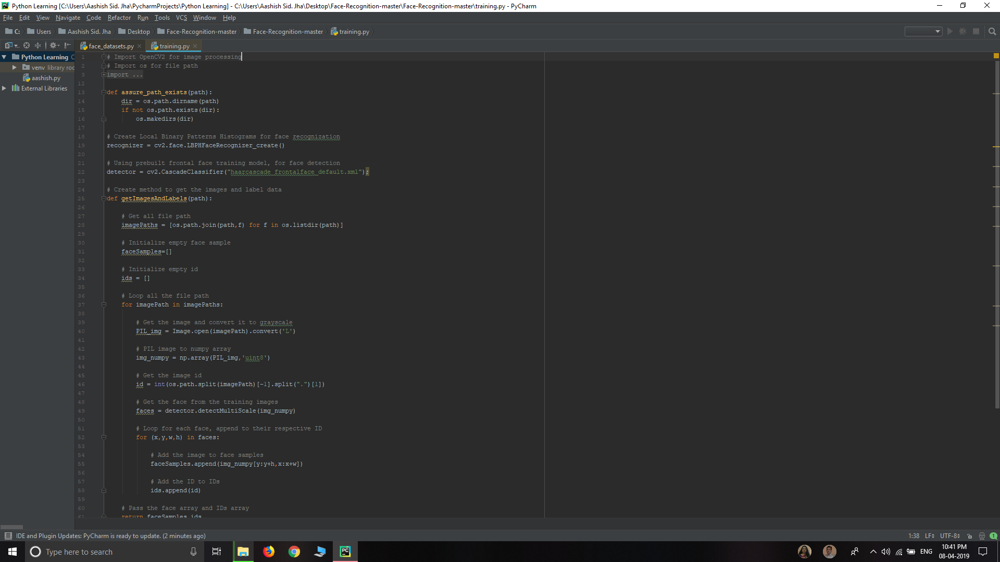 Python Learning [C:\Users\Aashish Sid. Jha\PycharmProjects\Python Learning] - C:\Users\Aashish Sid. Jha\Desktop\Face-Recognition-master\Face-Recognition-master\training.py - PyCharm
File Edit View Navigate Code Refactor Run Tools VCS Window Help
C: Users Aashish Sid. Jha Desktop Face-Recognition-master Face-Recognition-master training.py
face_datasets.py training.py
Python Learning
venv library roo
aashish.py
External Libraries
1 # Import OpenCV2 for image processing
2 # Import os for file path
3 import ...
12
13 def assure_path_exists(path):
14 dir = os.path.dirname(path)
15 if not os.path.exists(dir):
16 os.makedirs(dir)
17
18 # Create Local Binary Patterns Histograms for face recognization
19 recognizer = cv2.face.LBPHFaceRecognizer_create()
20
21 # Using prebuilt frontal face training model, for face detection
22 detector = cv2.CascadeClassifier("haarcascade_frontalface_default.xml");
23
24 # Create method to get the images and label data
25 def getImagesAndLabels(path):
26
27 # Get all file path
28 imagePaths = [os.path.join(path,f) for f in os.listdir(path)]
29
30 # Initialize empty face sample
31 faceSamples=[]
32
33 # Initialize empty id
34 ids = []
35
36 # Loop all the file path
37 for imagePath in imagePaths:
38
39 # Get the image and convert it to grayscale
40 PIL_img = Image.open(imagePath).convert('L')
41
42 # PIL image to numpy array
43 img_numpy = np.array(PIL_img,'uint8')
44
45 # Get the image id
46 id = int(os.path.split(imagePath)[-1].split(".")[1])
47
48 # Get the face from the training images
49 faces = detector.detectMultiScale(img_numpy)
50
51 # Loop for each face, append to their respective ID
52 for (x,y,w,h) in faces:
53
54 # Add the image to face samples
55 faceSamples.append(img_numpy[y:y+h,x:x+w])
56
57 # Add the ID to IDs
58 ids.append(id)
59
60 # Pass the face array and IDs array
61 return faceSamples,ids
IDE and Plugin Updates: PyCharm is ready to update. (2 minutes ago)
1:38 LF UTF-8 1
Type here to search
ENG
10:41 PM
08-04-2019